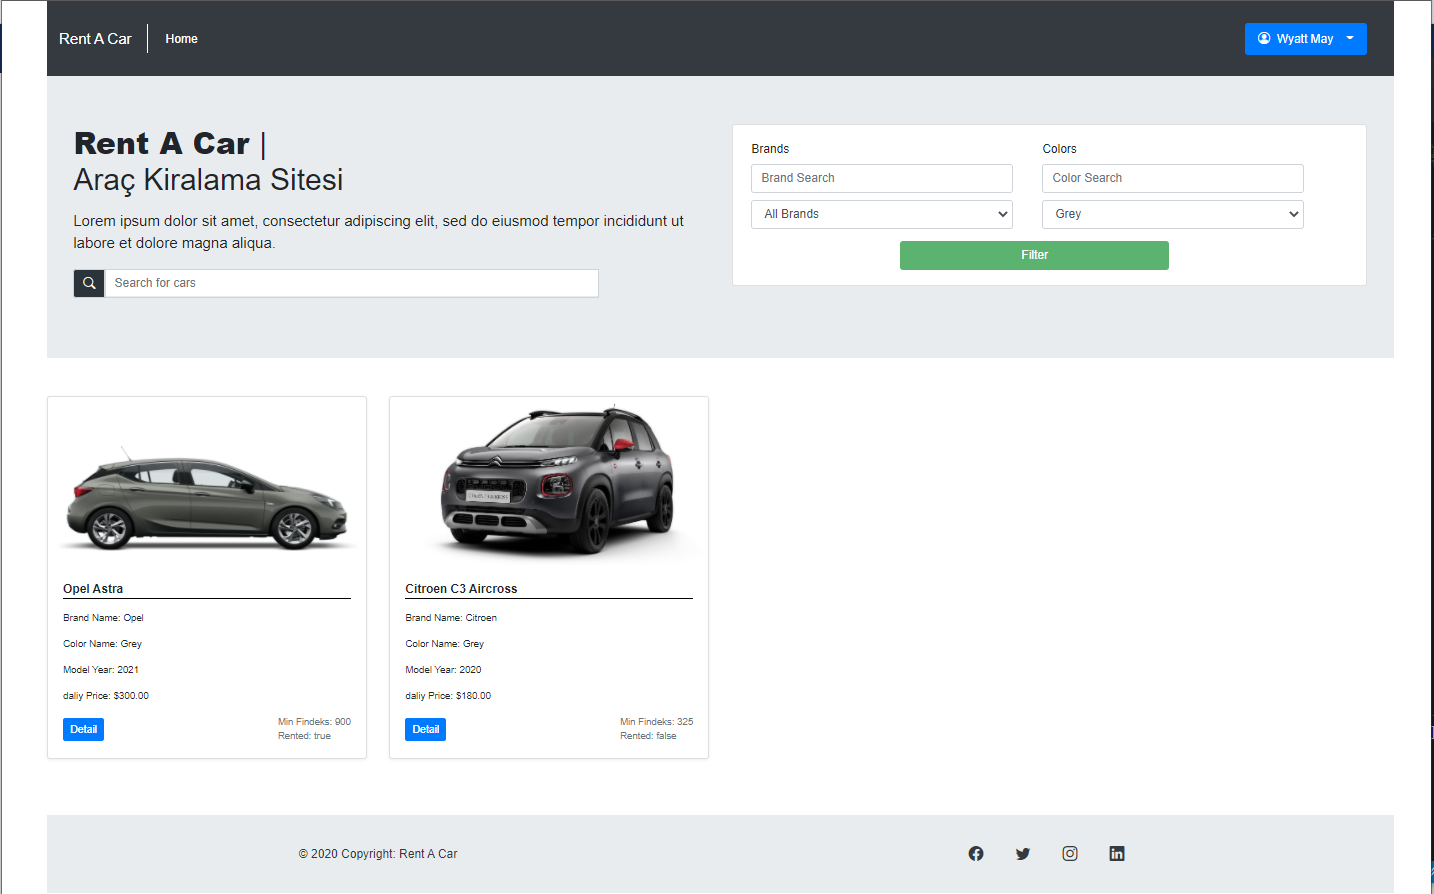 Rent A Car
Home
Wyatt May
Rent A Car |
Araç Kiralama Sitesi
Lorem ipsum dolor sit amet, consectetur adipiscing elit, sed do eiusmod tempor incididunt ut
labore et dolore magna aliqua.
Search for cars
Brands
Colors
Brand Search
Color Search
All Brands
Grey
Filter
Opel Astra
Brand Name: Opel
Color Name: Grey
Model Year: 2021
daliy Price: $300.00
Detail
Min Findeks: 900
Rented: true
Citroen C3 Aircross
Brand Name: Citroen
Color Name: Grey
Model Year: 2020
daliy Price: $180.00
Detail
Min Findeks: 325
Rented: false
© 2020 Copyright: Rent A Car